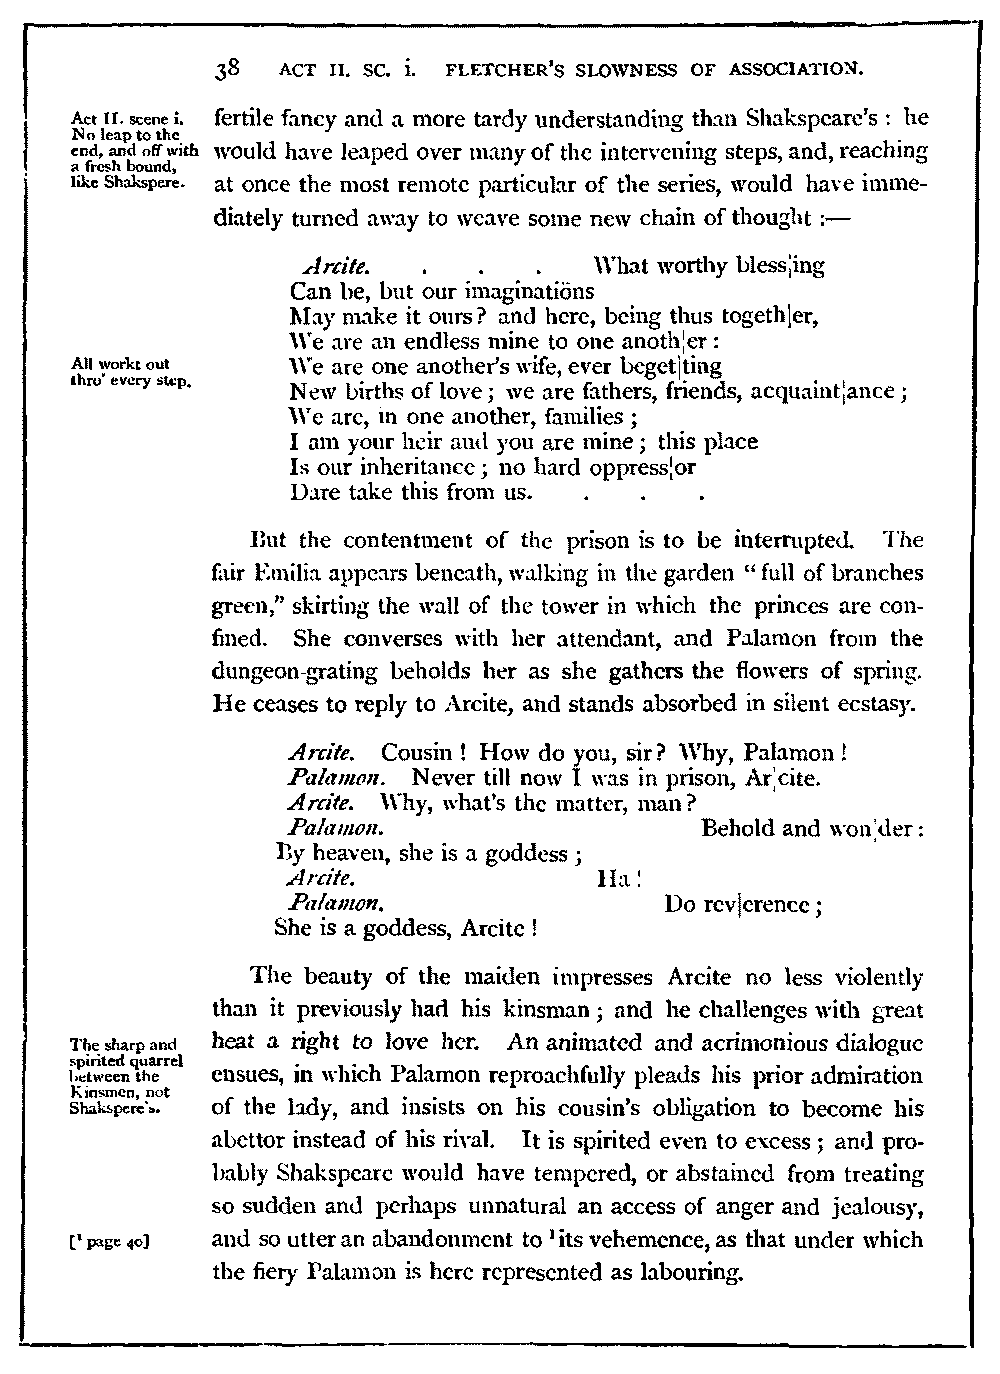 38 ACT II. SC. i. FLETCHER'S SLOWNESS OF ASSOCIATION.
Act II. scene i.
No leap to the
end, and off with
a fresh bound,
like Shakspere.
fertile fancy and a more tardy understanding than Shakspeare's : he
would have leaped over many of the intervening steps, and, reaching
at once the most remote particular of the series, would have imme-
diately turned away to weave some new chain of thought :—
Arcite. . . . What worthy bless¦ing
Can be, but our imaginatiöns
May make it ours? and here, being thus togeth|er,
We are an endless mine to one anoth¦er :
All workt out
thro' every step.
We are one another's wife, ever beget|ting
New births of love ; we are fathers, friends, acquaint¦ance ;
We are, in one another, families ;
I am your heir and you are mine ; this place
Is our inheritance ; no hard oppress¦or
Dare take this from us. . . .
But the contentment of the prison is to be interrupted. The
fair Emilia appears beneath, walking in the garden “ full of branches
green,” skirting the wall of the tower in which the princes are con-
fined. She converses with her attendant, and Palamon from the
dungeon-grating beholds her as she gathers the flowers of spring.
He ceases to reply to Arcite, and stands absorbed in silent ecstasy.
Arcite. Cousin ! How do you, sir? Why, Palamon !
Palamon. Never till now I was in prison, Ar¦cite.
Arcite. Why, what's the matter, man?
Palamon. Behold and won¦der :
By heaven, she is a goddess ;
Arcite. Ha !
Palamon. Do rev|erence ;
She is a goddess, Arcite !
The beauty of the maiden impresses Arcite no less violently
than it previously had his kinsman ; and he challenges with great
heat a right to love her. An animated and acrimonious dialogue
The sharp and
spirited quarrel
between the
Kinsmen, not
Shakspere's.
ensues, in which Palamon reproachfully pleads his prior admiration
of the lady, and insists on his cousin's obligation to become his
abettor instead of his rival. It is spirited even to excess ; and pro-
bably Shakspeare would have tempered, or abstained from treating
so sudden and perhaps unnatural an access of anger and jealousy,
[¹ page 40]
and so utter an abandonment to ¹its vehemence, as that under which
the fiery Palamon is here represented as labouring.